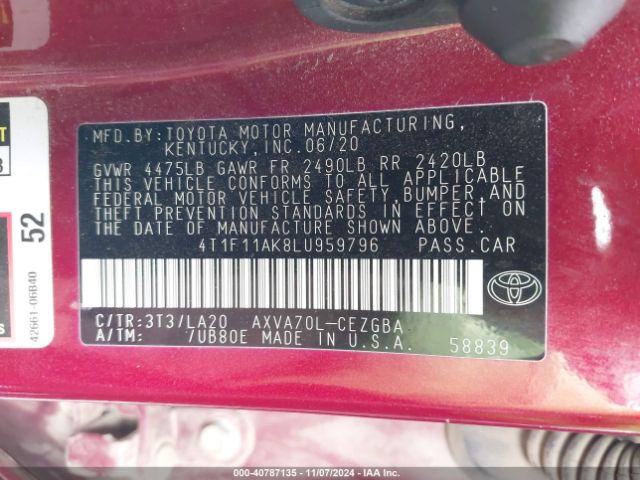 MFD.BY:TOYOTA MOTOR MANUFACTURING,
KENTUCKY,INC.06/20
GVWR 4475LB GAWR FR 2490LB RR 2420LB
THIS VEHICLE CONFORMS TO ALL APPLICABLE
FEDERAL MOTOR VEHICLE SAFETY,BUMPER,AND
THEFT PREVENTION STANDARDS IN EFFECT ON
THE DATE OF MANUFACTURE SHOWN ABOVE.
4T1F11AK8LU959796 PASS.CAR
C/TR:3T3/LA20 AXVA70L-CEZGBA
A/TM: 7UB80E MADE IN U.S.A.
58839
52
42661-06B40
000-40787135 - 11/07/2024 - IAA Inc.